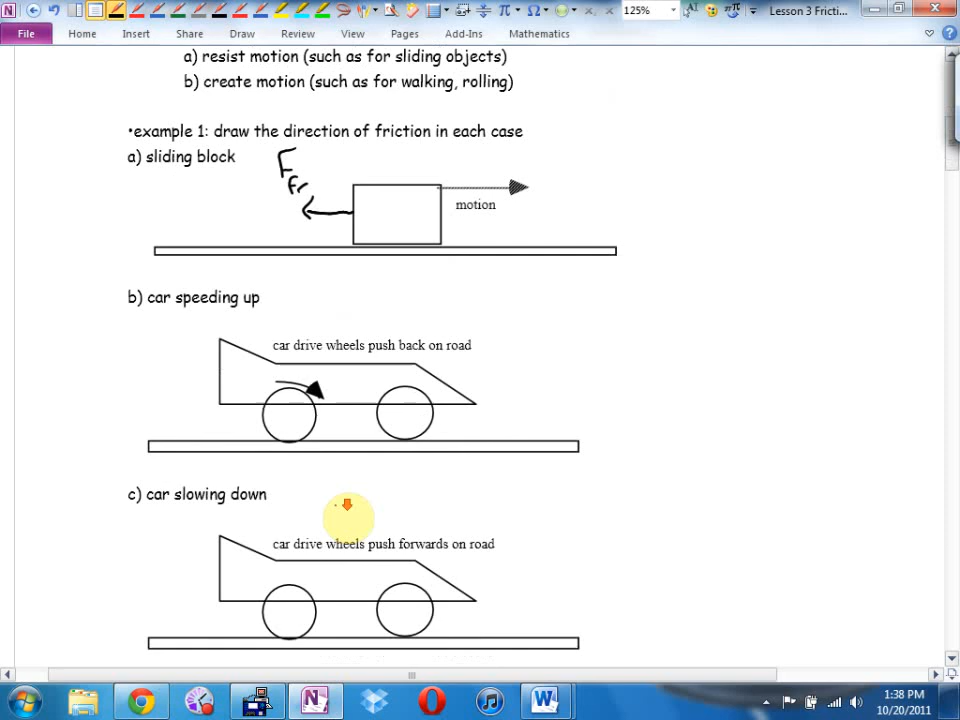 125%
Lesson 3 Fricti...
File Home Insert Share Draw Review View Pages Add-Ins Mathematics
a) resist motion (such as for sliding objects)
b) create motion (such as for walking, rolling)
•example 1: draw the direction of friction in each case
a) sliding block
Ffr
motion
b) car speeding up
car drive wheels push back on road
c) car slowing down
car drive wheels push forwards on road
1:38 PM
10/20/2011